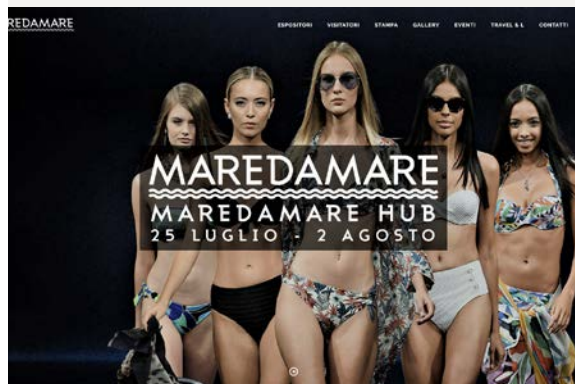 REDAMARE
ESPOSITORI VISITATORI STAMPA GALLERY EVENTI TRAVEL & L CONTATTI
MAREDAMARE
MAREDAMARE HUB
25 LUGLIO - 2 AGOSTO